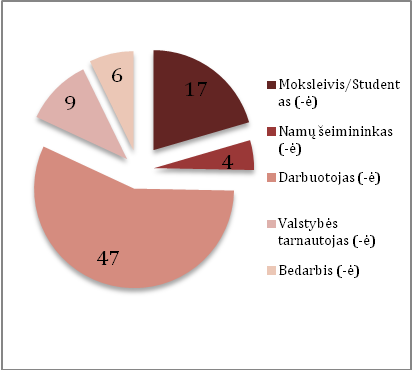 6
9
17
4
47
Moksleivis/Student
as (-ė)
Namų šeimininkas
(-ė)
Darbuotojas (-ė)
Valstybės
tarnautojas (-ė)
Bedarbis (-ė)